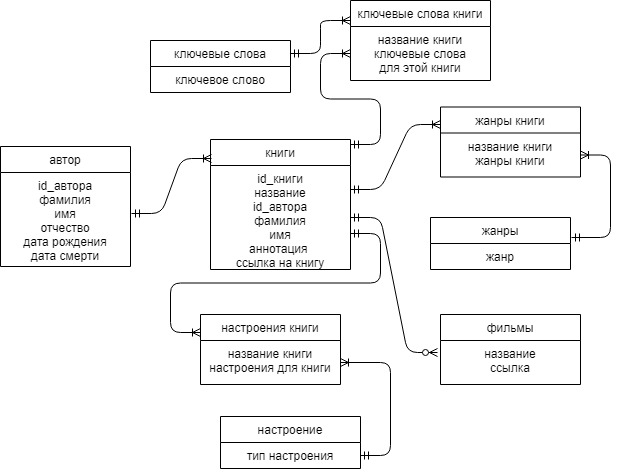 ключевые слова книги
название книги
ключевые слова
для этой книги
ключевые слова
ключевое слово
жанры книги
название книги
жанры книги
автор
id_автора
фамилия
имя
отчество
дата рождения
дата смерти
книги
id_книги
название
id_автора
фамилия
имя
аннотация
ссылка на книгу
жанры
жанр
настроения книги
название книги
настроения для книги
фильмы
название
ссылка
настроение
тип настроения